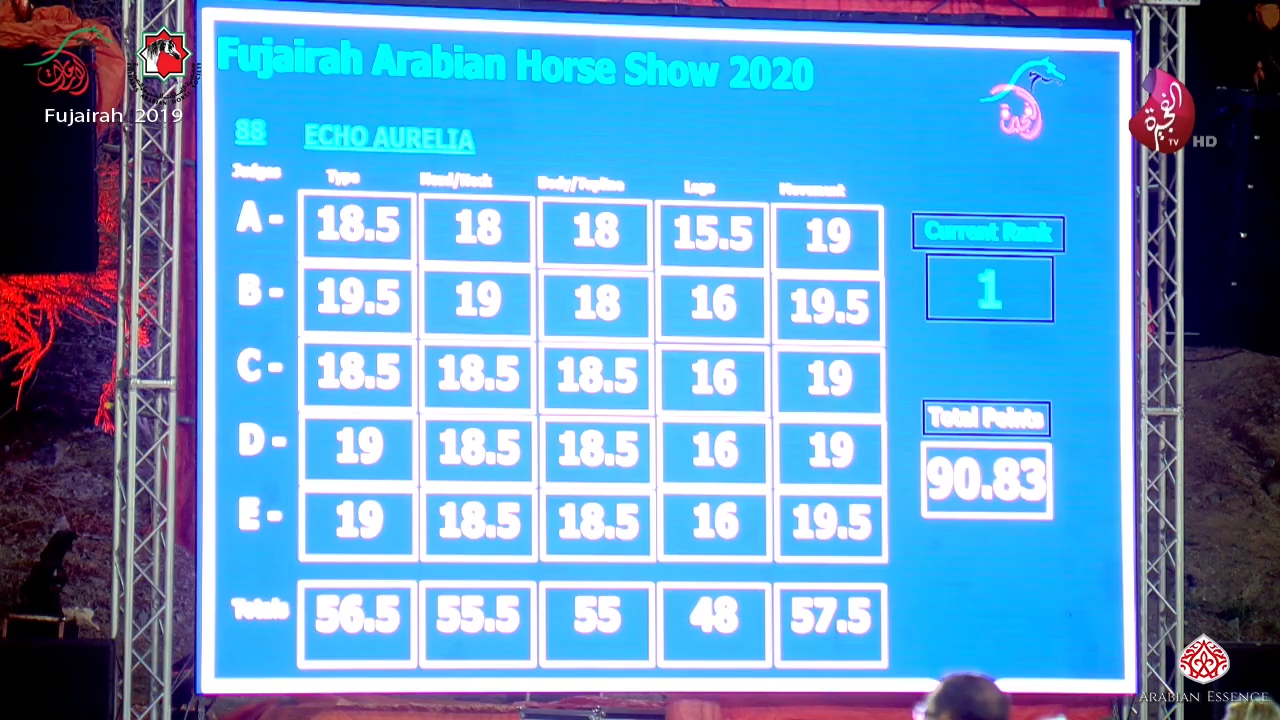 Fujairah Arabian Horse Show 2020
Fujairah 2019
الفجيرة
TV
HD
88 ECHO AURELIA
Judges Type Head/Neck Body/Topline Legs Movement
A - 18.5 18 18 15.5 19
B - 19.5 19 18 16 19.5
C - 18.5 18.5 18.5 16 19
D - 19 18.5 18.5 16 19
E - 19 18.5 18.5 16 19.5
Totals 56.5 55.5 55 48 57.5
Current Rank
1
Total Points
90.83
ARABIAN ESSENCE